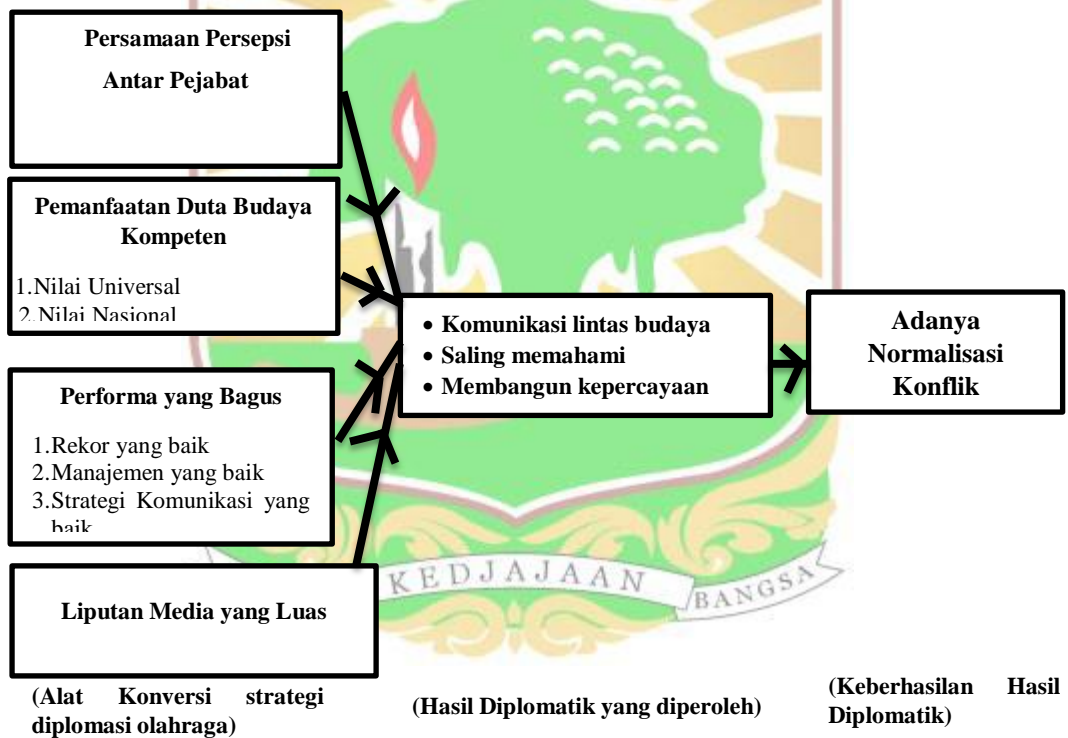 Persamaan Persepsi
Antar Pejabat
Pemanfaatan Duta Budaya
Kompeten
1.Nilai Universal
2.Nilai Nasional
Performa yang Bagus
1.Rekor yang baik
2.Manajemen yang baik
3.Strategi Komunikasi yang
baik
Liputan Media yang Luas
(Alat Konversi strategi
diplomasi olahraga)
• Komunikasi lintas budaya
• Saling memahami
• Membangun kepercayaan
(Hasil Diplomatik yang diperoleh)
Adanya
Normalisasi
Konflik
(Keberhasilan Hasil
Diplomatik)
KEDJAJAAN
BANGSA